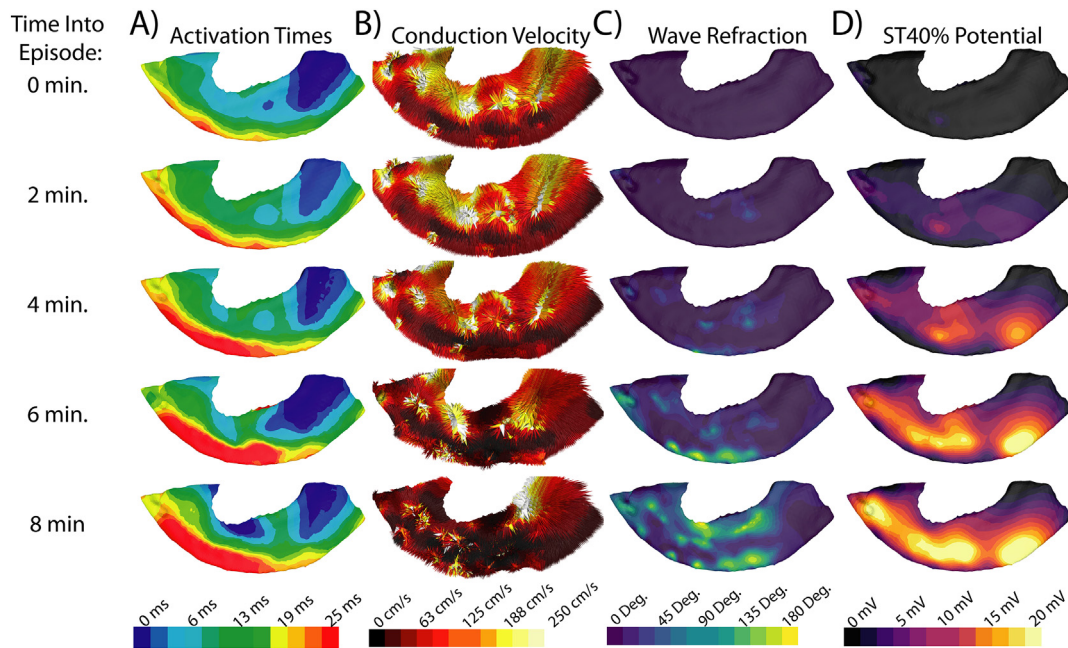 Time Into
Episode:
A) Activation Times
B) Conduction Velocity
C) Wave Refraction
D) ST40% Potential
0 min.
2 min.
4 min.
6 min.
8 min
0 ms
6 ms
13 ms
19 ms
25 ms
0 cm/s
63 cm/s
125 cm/s
188 cm/s
250 cm/s
0 Deg.
45 Deg.
90 Deg.
135 Deg.
180 Deg.
0 mV
5 mV
10 mV
15 mV
20 mV